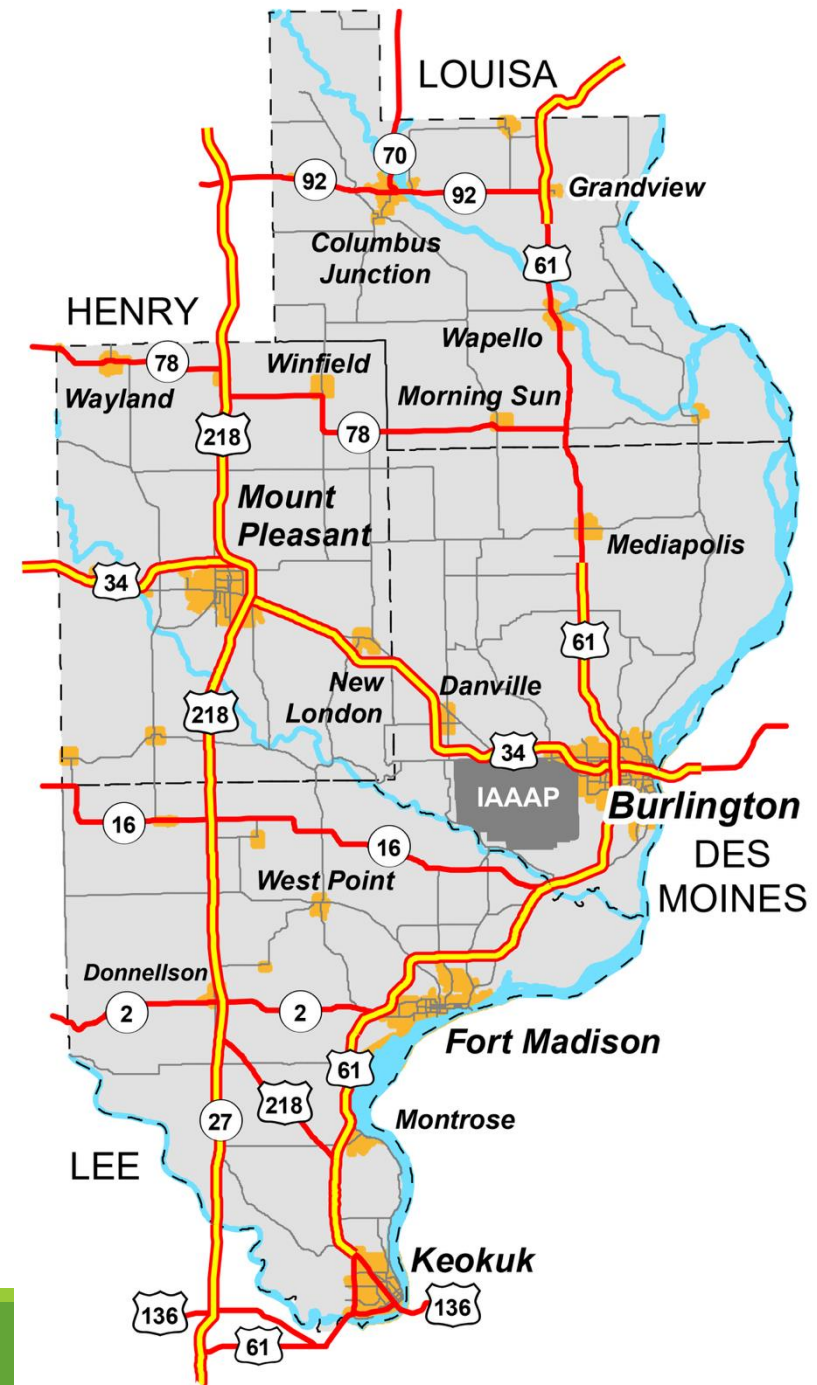 LOUISA
70
92
92
Grandview
Columbus
Junction
61
HENRY
Wapello
78
Winfield
Wayland
Morning Sun
218
78
Mount
Pleasant
Mediapolis
34
61
New
London
Danville
218
34
IAAAP
Burlington
16
16
DES
MOINES
West Point
Donnellson
2
2
Fort Madison
61
218
27
Montrose
LEE
Keokuk
136
136
61